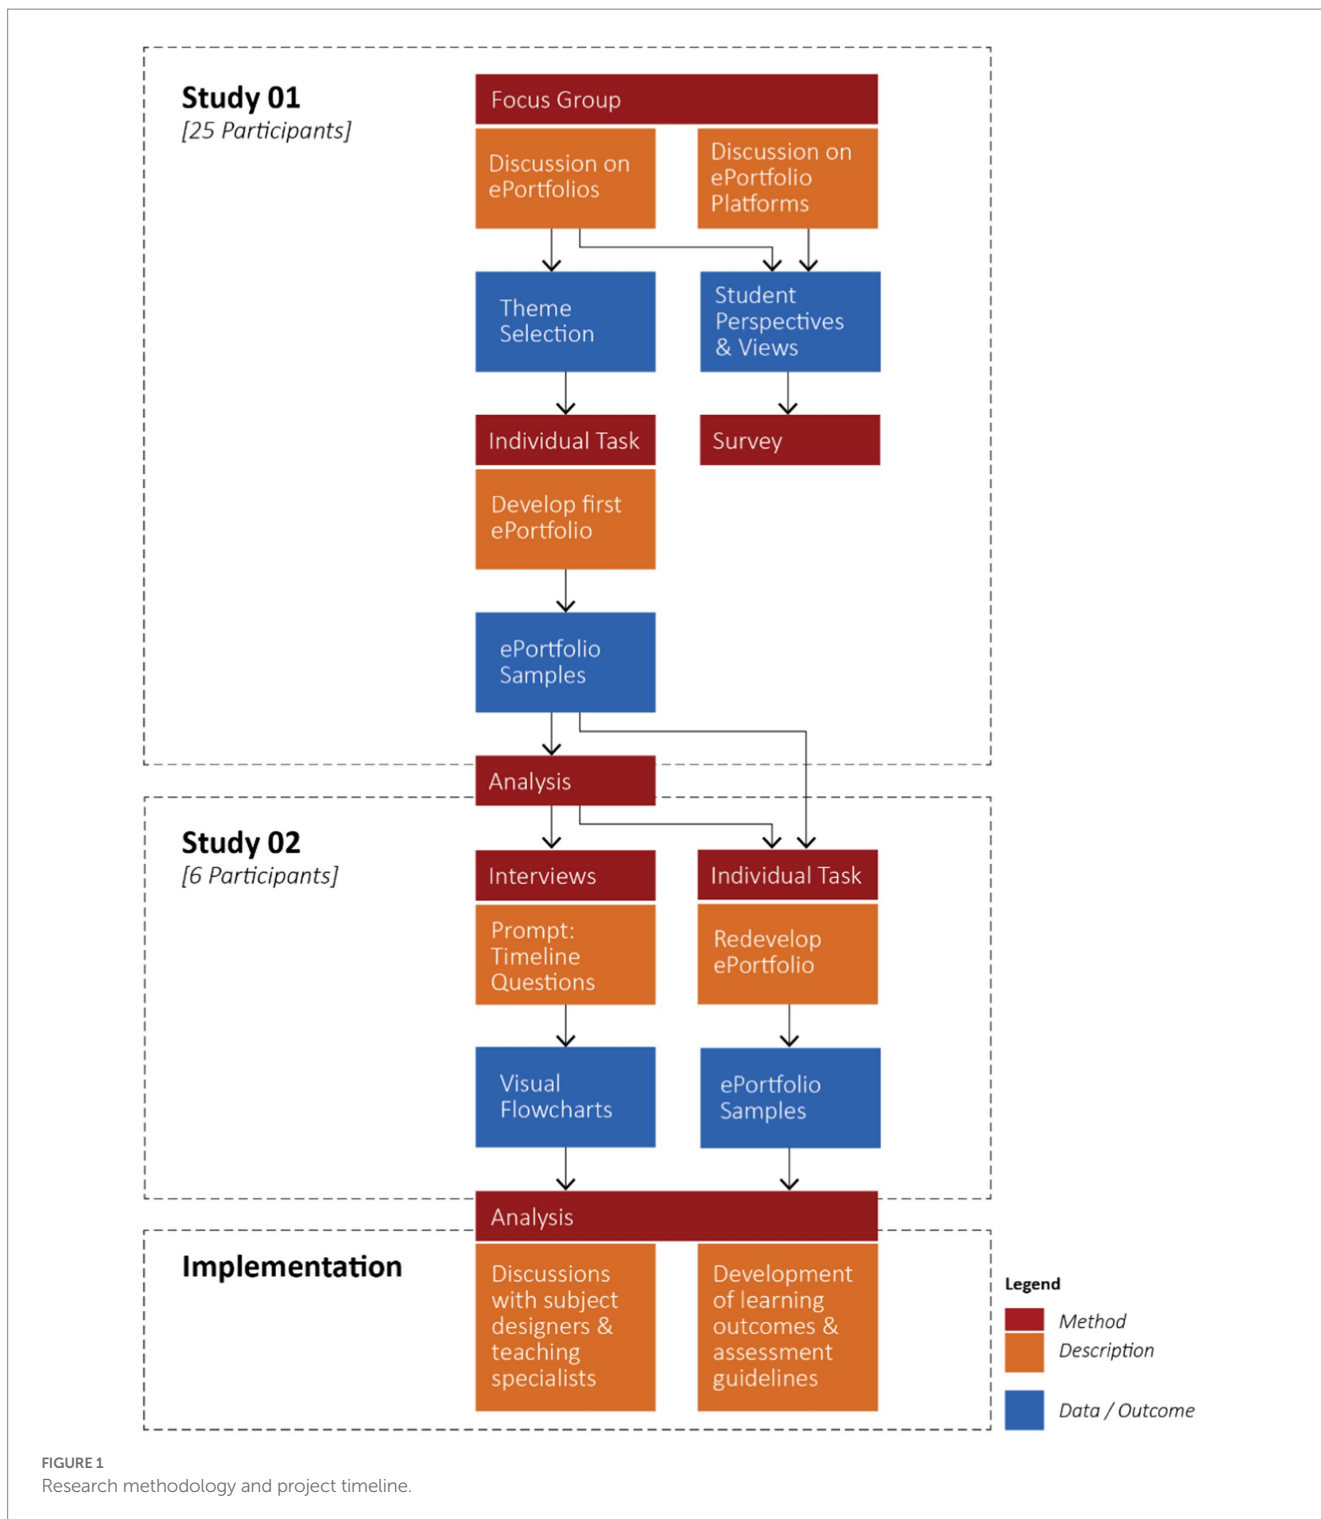 Study 01
[25 Participants]
Focus Group
Discussion on
ePortfolios
Discussion on
ePortfolio
Platforms
Theme
Selection
Student
Perspectives
& Views
Individual Task
Survey
Develop first
ePortfolio
ePortfolio
Samples
Analysis
Study 02
[6 Participants]
Interviews
Individual Task
Prompt:
Timeline
Questions
Redevelop
ePortfolio
Visual
Flowcharts
ePortfolio
Samples
Analysis
Implementation
Discussions
with subject
designers &
teaching
specialists
Development
of learning
outcomes &
assessment
guidelines
Legend
Method
Description
Data / Outcome
FIGURE 1
Research methodology and project timeline.